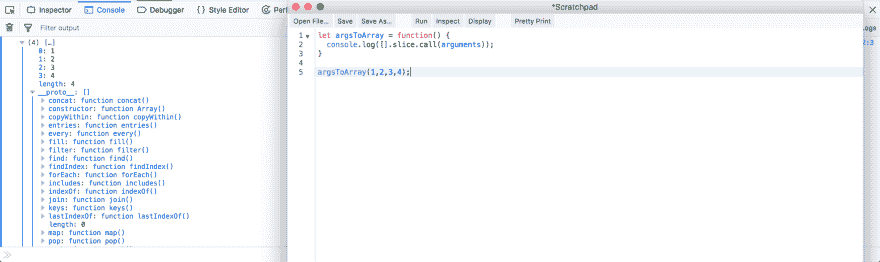 Inspector
Console
Debugger
{} Style Editor
*Scratchpad
Filter output
Open File...
Save
Save As...
Run
Inspect
Display
Pretty Print
(4) […]
0: 1
1: 2
2: 3
3: 4
length: 4
__proto__: []
concat: function concat()
constructor: function Array()
copyWithin: function copyWithin()
entries: function entries()
every: function every()
fill: function fill()
filter: function filter()
find: function find()
findIndex: function findIndex()
forEach: function forEach()
includes: function includes()
indexOf: function indexOf()
join: function join()
keys: function keys()
lastIndexOf: function lastIndexOf()
length: 0
map: function map()
pop: function pop()
1 let argsToArray = function() {
2 console.log([].slice.call(arguments));
3 }
4
5 argsToArray(1,2,3,4);